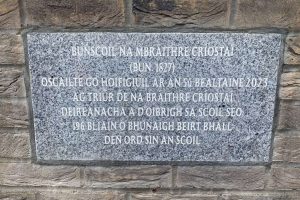 BUNSCOIL NA MBRÁITHRE CRÍOSTAÍ
(BUN. 1827)
OSCAILTE GO HOIFIGIÚIL AR AN 5ú BEALTAINE 2023
AG TRIÚR DE NA BRÁITHRE CRÍOSTAÍ
DEIREANACHA A D'OIBRIGH SA SCOIL SEO
196 BLIAIN Ó BHUNAIGH BEIRT BHALL
DEN ORD SIN AN SCOIL